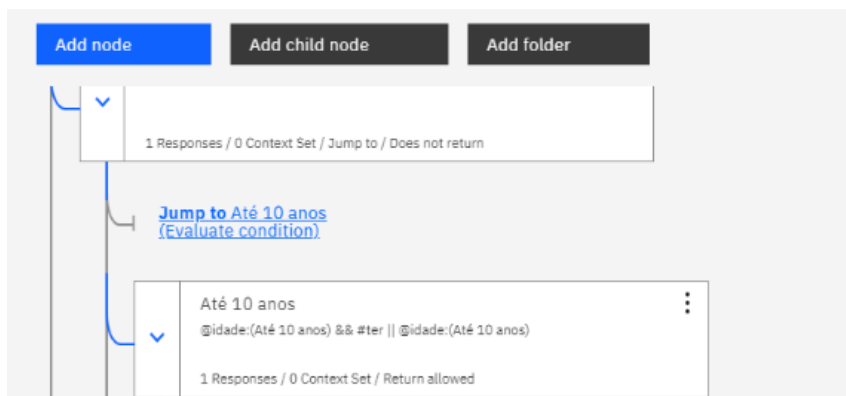 Add node
Add child node
Add folder
1 Responses / 0 Context Set / Jump to / Does not return
Jump to Até 10 anos
(Evaluate condition)
Até 10 anos
@idade:(Até 10 anos) && #ter || @idade:(Até 10 anos)
1 Responses / 0 Context Set / Return allowed